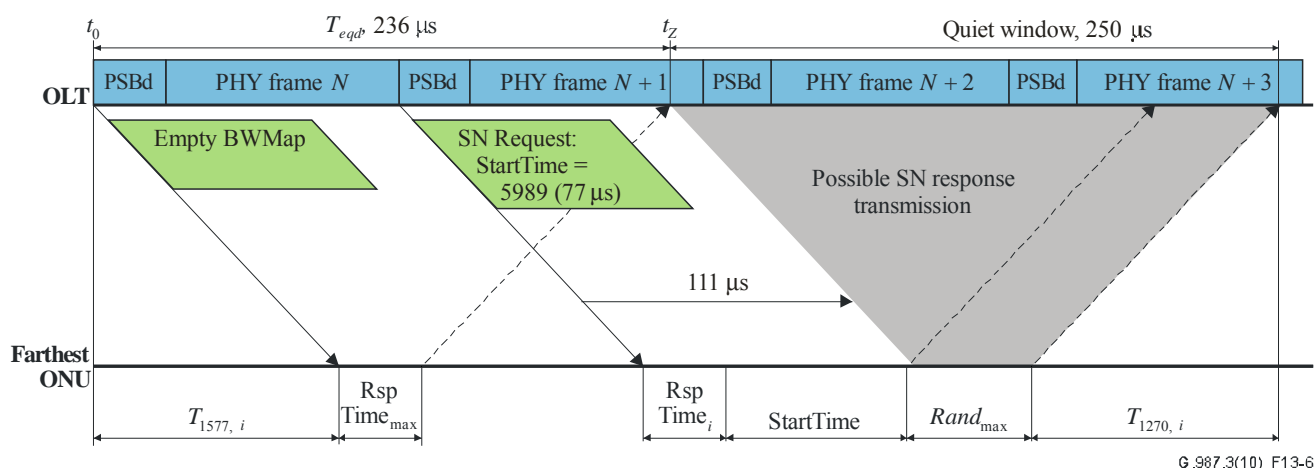 t0 Teqd, 236 μs tZ Quiet window, 250 μs
OLT PSBd PHY frame N PSBd PHY frame N + 1 PSBd PHY frame N + 2 PSBd PHY frame N + 3
Empty BWMap
SN Request:
StartTime =
5989 (77 μs)
Possible SN response
transmission
111 μs
Farthest
ONU
T1577, i
Rsp
Timemax
Rsp
Timei
StartTime
Randmax
T1270, i
G.987.3(10)_F13-6